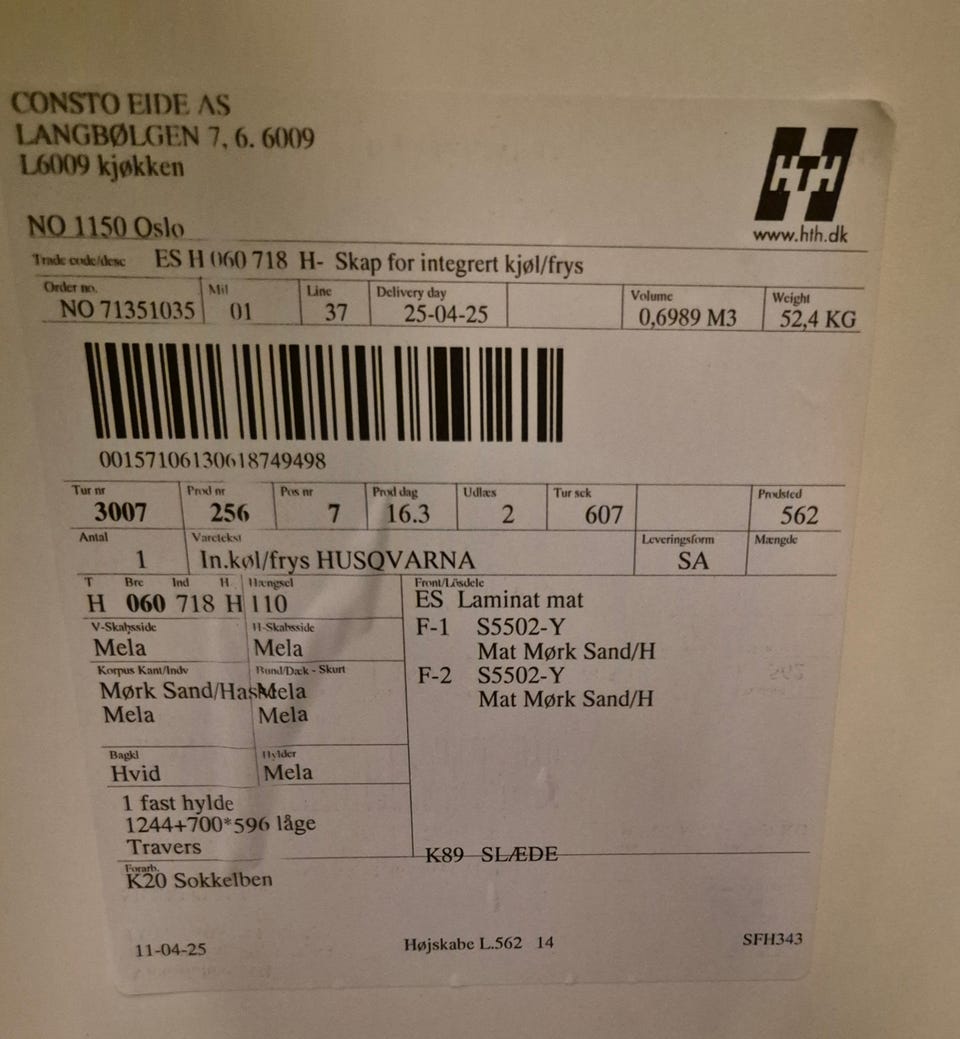 CONSTO EIDE AS
LANGBØLGEN 7, 6. 6009
L6009 kjøkken
HTH
NO 1150 Oslo
www.hth.dk
Trade code/desc ES H 060 718 H- Skap for integrert kjøl/frys
Order no. Mil Line Delivery day Volume Weight
NO 71351035 01 37 25-04-25 0,6989 M3 52,4 KG
00157106130618749498
Tur nr Prod nr Pos nr Prod dag Udlæs Tur sek Prodsted
3007 256 7 16.3 2 607 562
Antal Varetekst Leveringsform Mængde
1 In.køl/frys HUSQVARNA SA
T Bre Ind H Hængsel Front/Løsdele
H 060 718 H 110 ES Laminat mat
V-Skabsside H-Skabsside F-1 S5502-Y
Mela Mela Mat Mørk Sand/H
Korpus Kant/Indv Bund/Dæk - Skurt F-2 S5502-Y
Mørk Sand/Has Mela Mat Mørk Sand/H
Mela Mela
Bagkl Hylder
Hvid Mela
1 fast hylde
1244+700*596 låge
Travers K89 SLÆDE
Forarb.
K20 Sokkelben
11-04-25 Højskabe L.562 14 SFH343